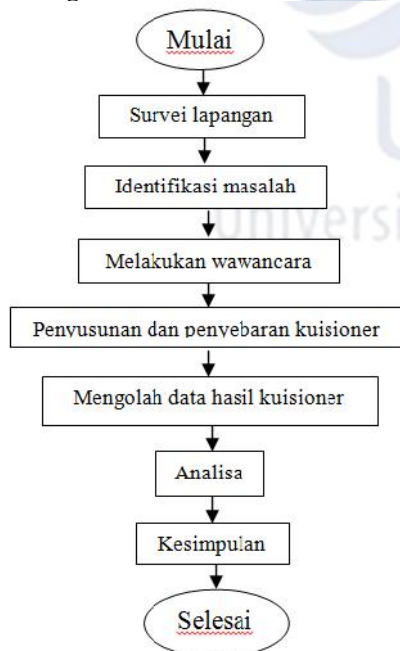 Mulai
Survei lapangan
Identifikasi masalah
Melakukan wawancara
Penyusunan dan penyebaran kuisioner
Mengolah data hasil kuisioner
Analisa
Kesimpulan
Selesai